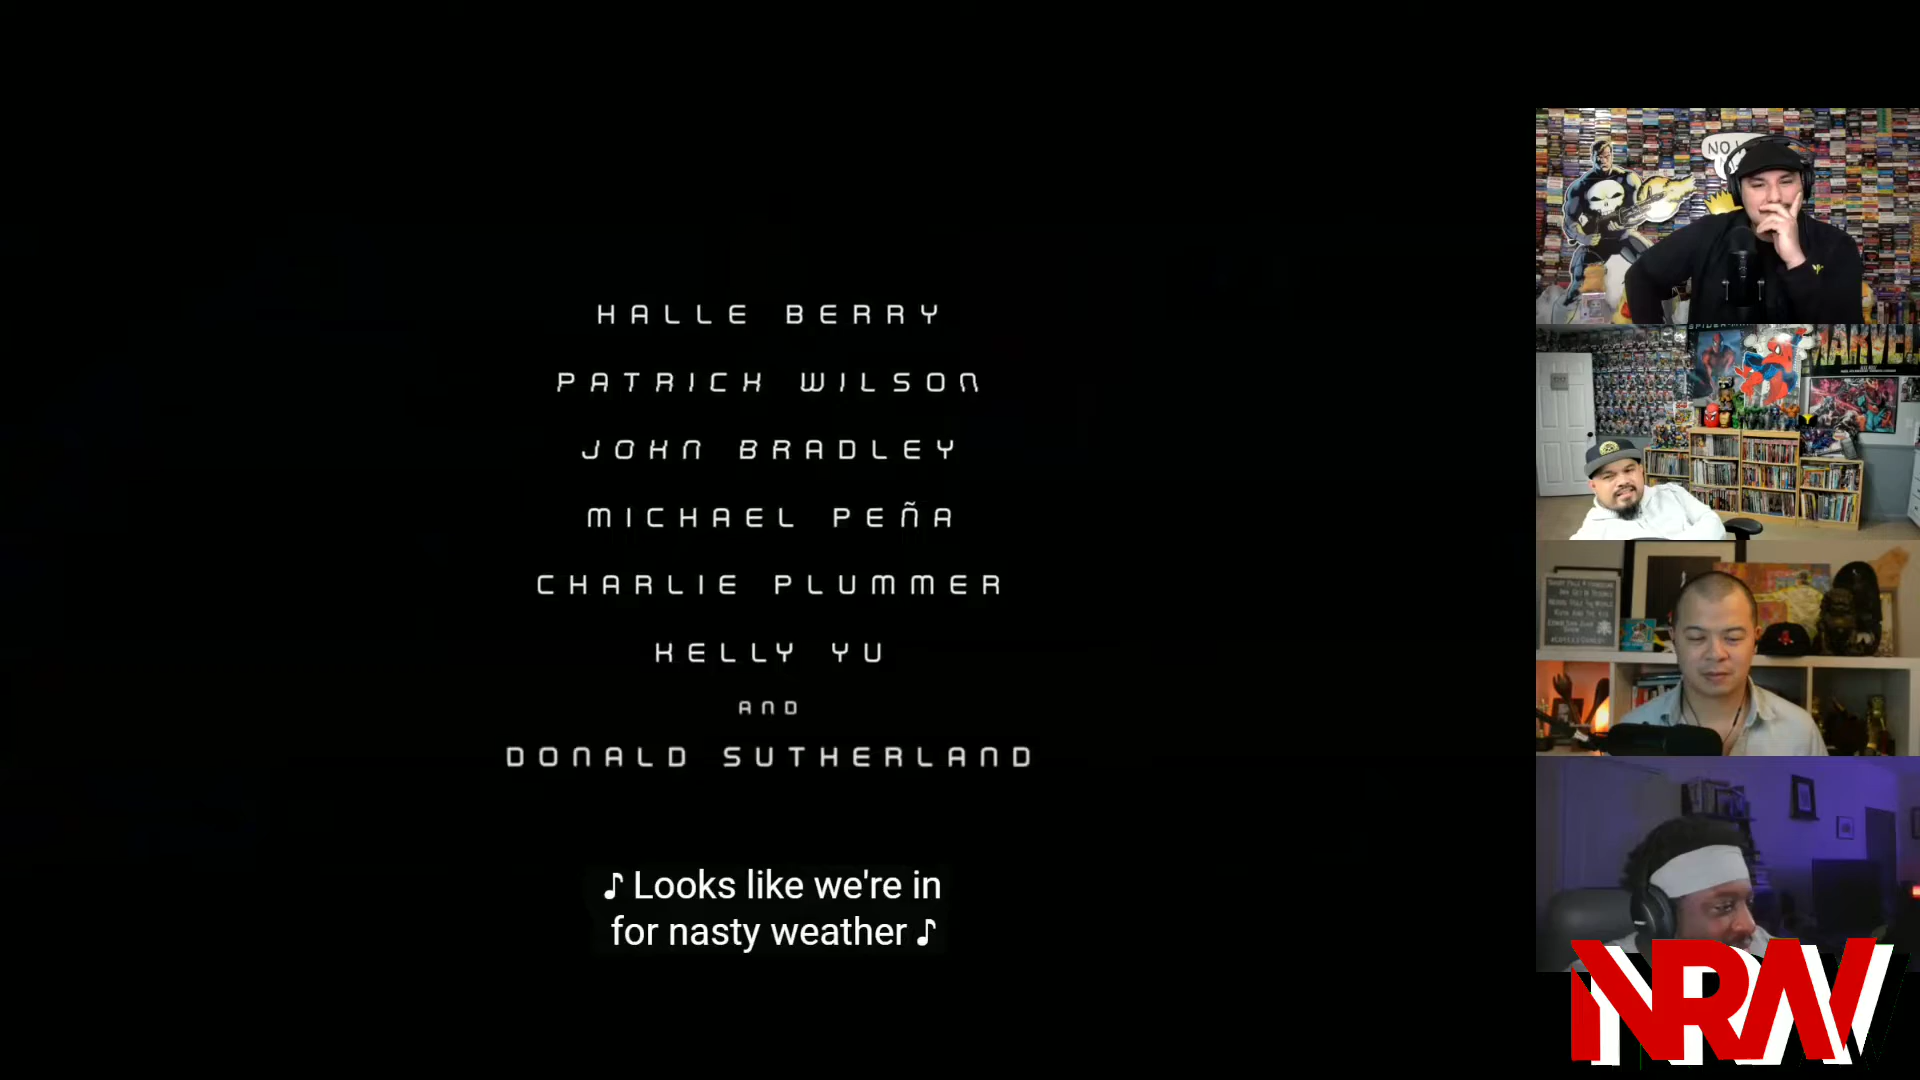 HALLE BERRY
PATRICK WILSON
JOHN BRADLEY
MICHAEL PEÑA
CHARLIE PLUMMER
KELLY YU
AND
DONALD SUTHERLAND
♪ Looks like we're in
for nasty weather ♪
NO
MARVEL
NRW